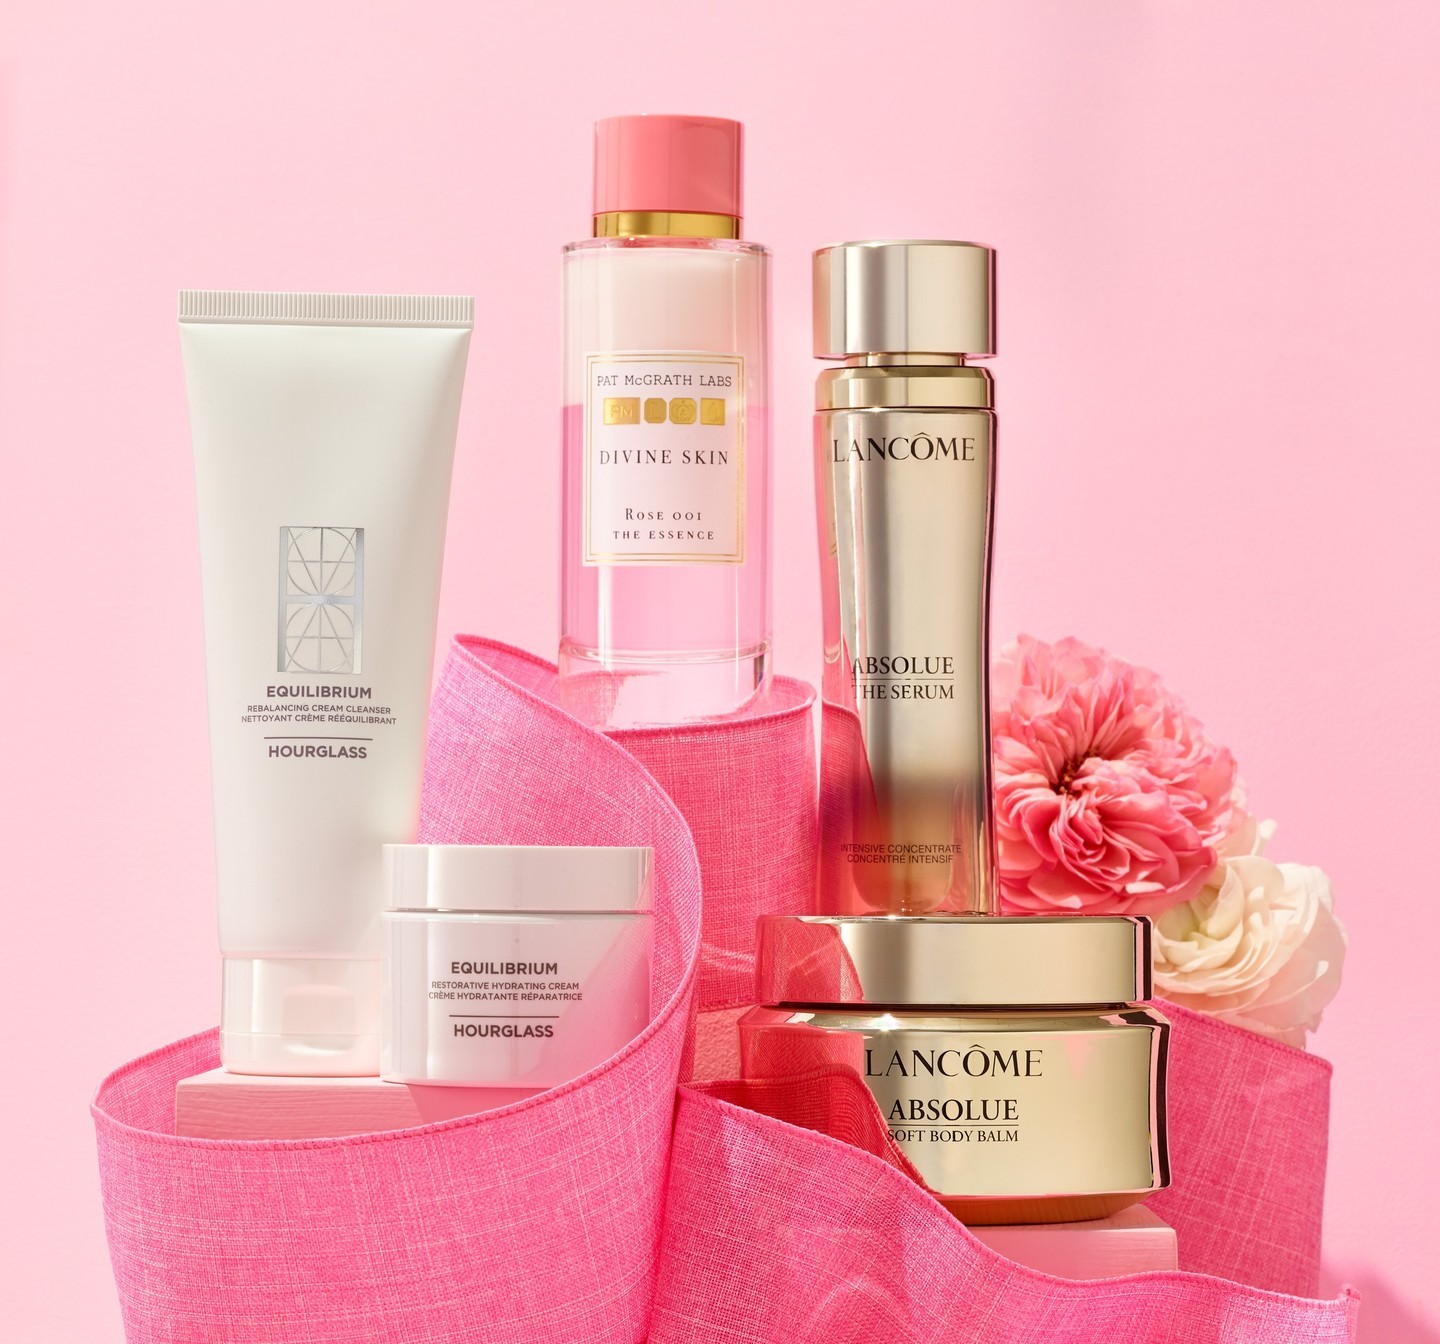 PAT McGRATH LABS
PM
DIVINE SKIN
ROSE 001
THE ESSENCE
LANCÔME
ABSOLUE
THE SERUM
INTENSIVE CONCENTRATE
CONCENTRÉ INTENSIF
EQUILIBRIUM
REBALANCING CREAM CLEANSER
NETTOYANT CRÈME RÉÉQUILIBRANT
HOURGLASS
EQUILIBRIUM
RESTORATIVE HYDRATING CREAM
CRÈME HYDRATANTE RÉPARATRICE
HOURGLASS
LANCÔME
ABSOLUE
SOFT BODY BALM